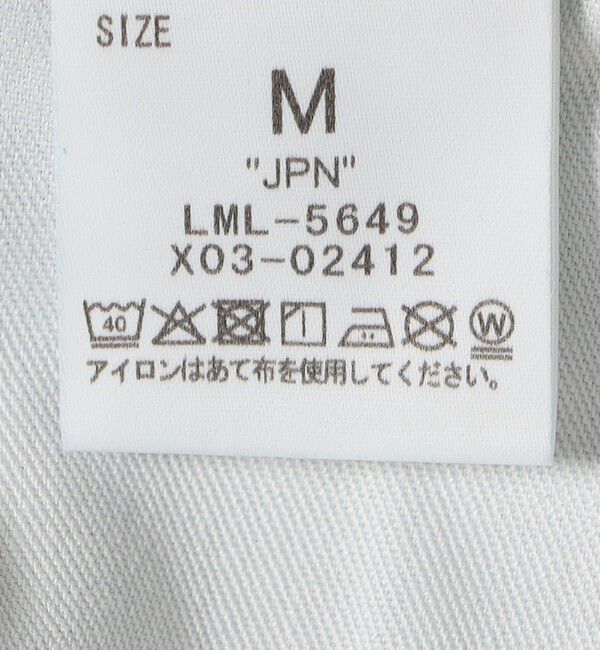 SIZE
M
"JPN"
LML-5649
X03-02412
40 W
アイロンはあて布を使用してください。